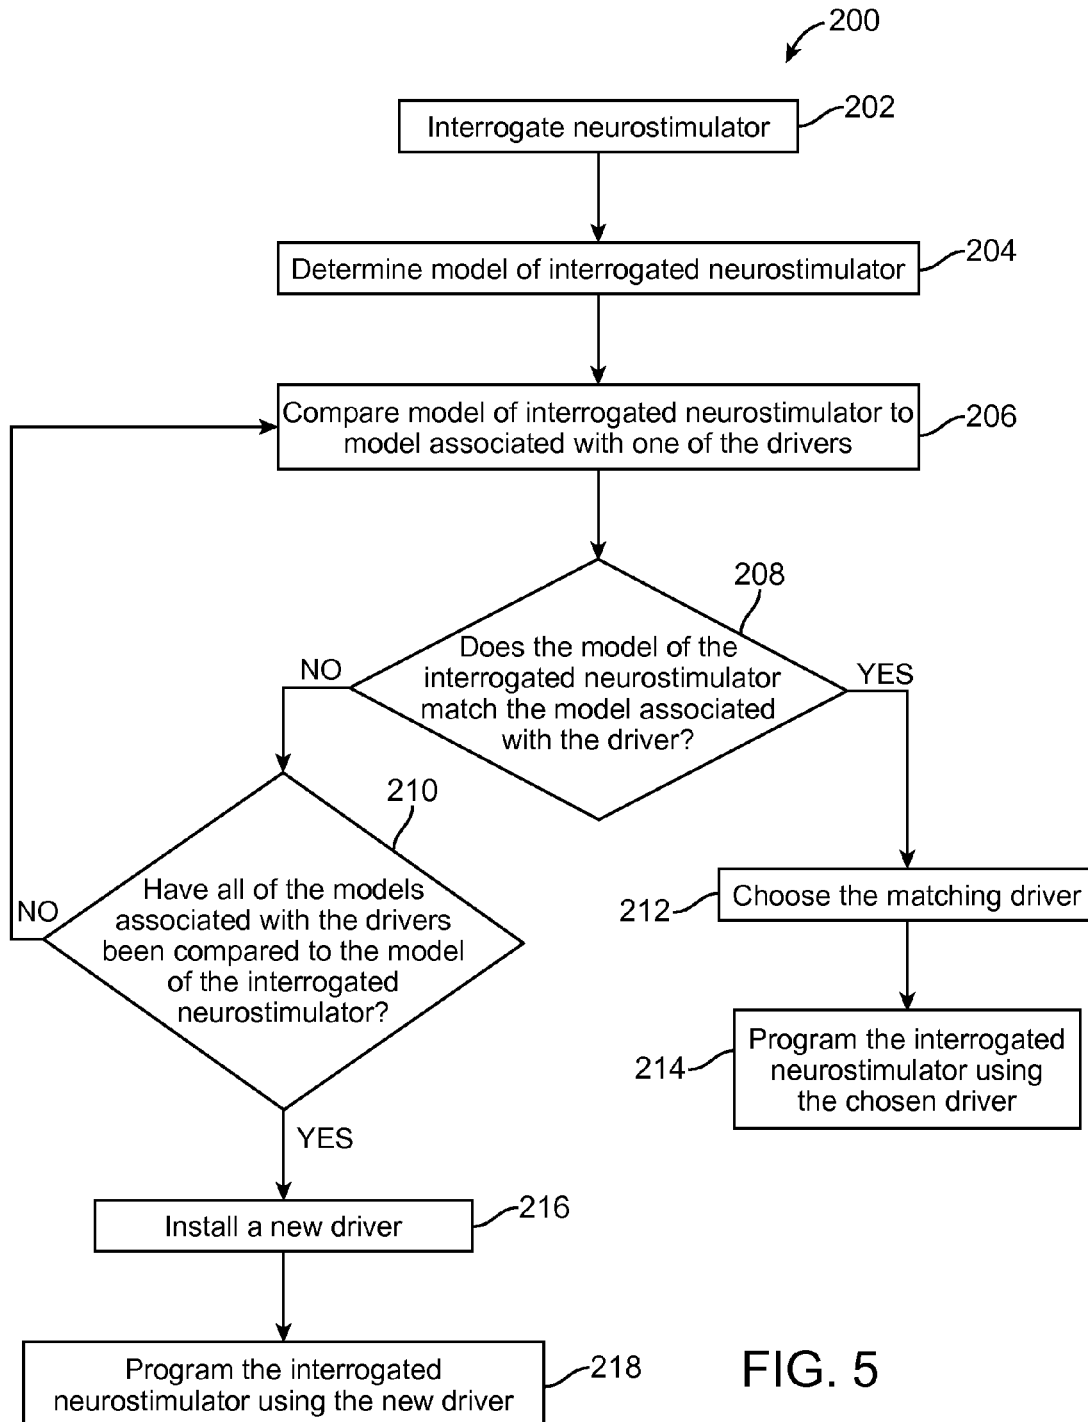 200
Interrogate neurostimulator
202
Determine model of interrogated neurostimulator
204
Compare model of interrogated neurostimulator to
model associated with one of the drivers
206
208
Does the model of the
interrogated neurostimulator
match the model associated
with the driver?
NO
YES
210
Have all of the models
associated with the drivers
been compared to the model
of the interrogated
neurostimulator?
NO
YES
Choose the matching driver
212
Program the interrogated
neurostimulator using
the chosen driver
214
Install a new driver
216
Program the interrogated
neurostimulator using the new driver
218
FIG. 5